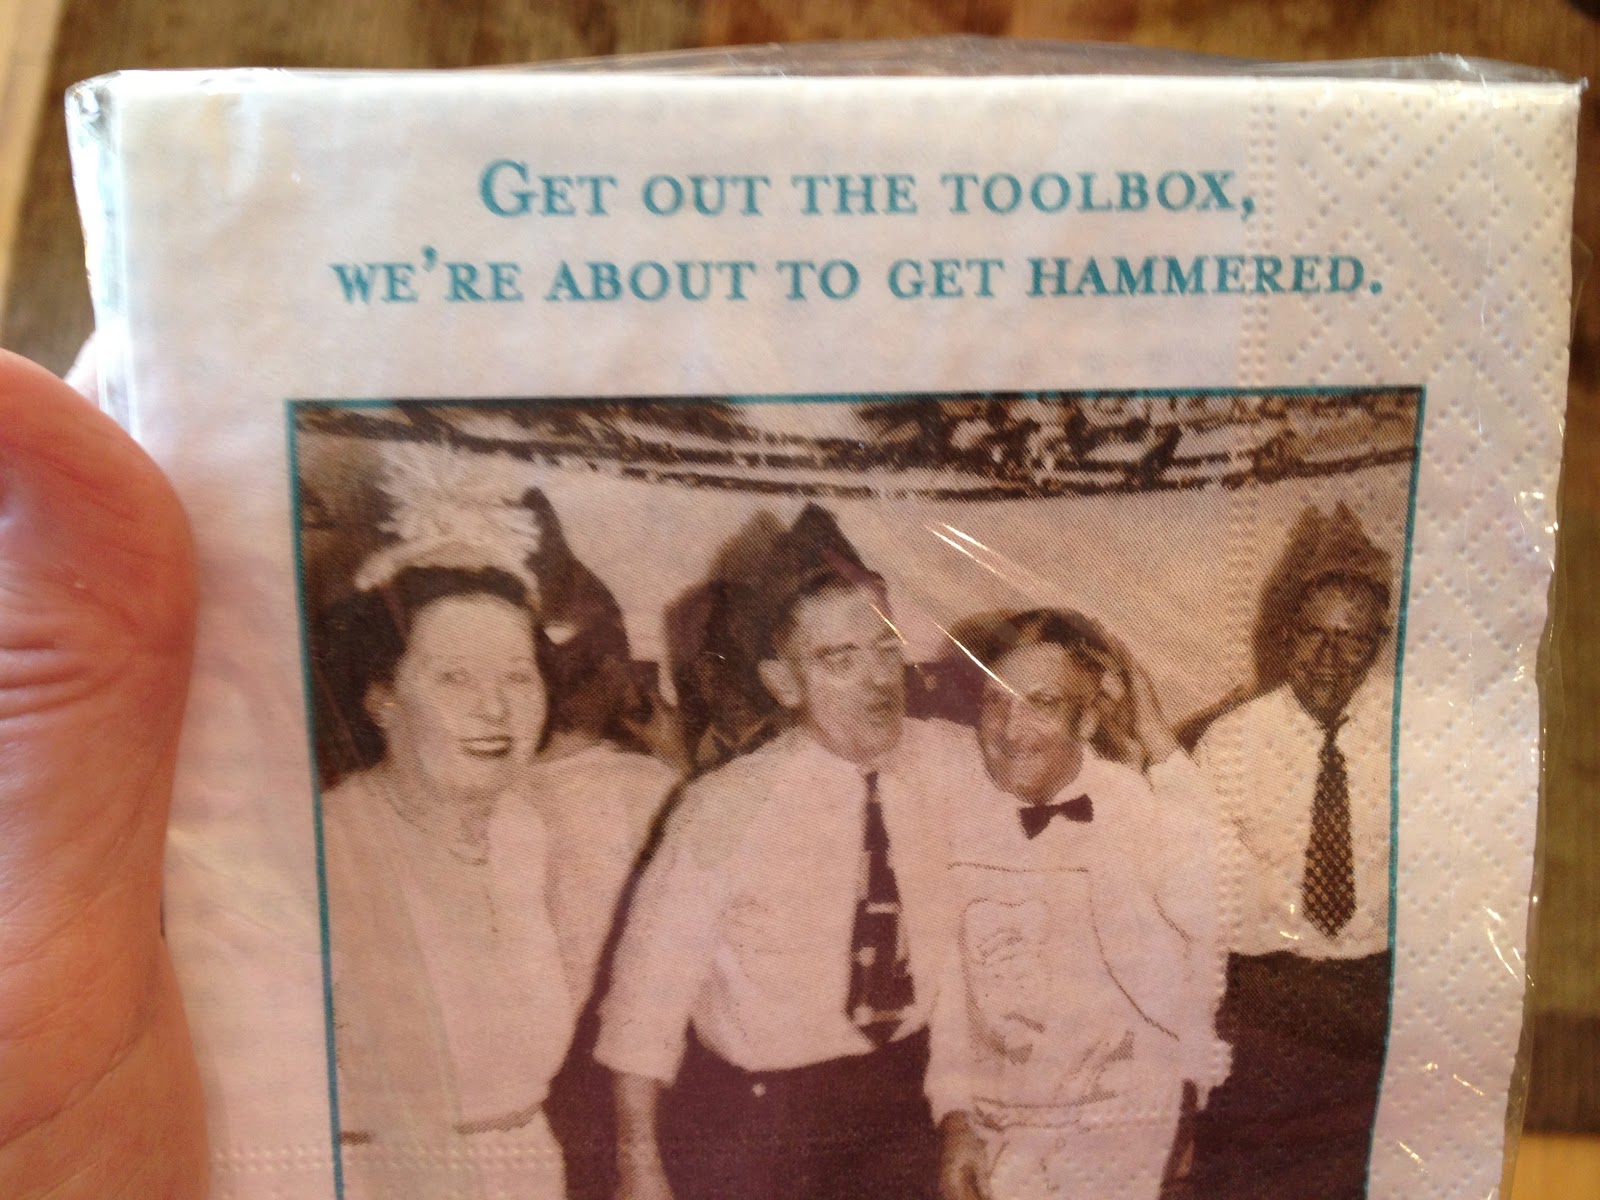 GET OUT THE TOOLBOX,
WE'RE ABOUT TO GET HAMMERED.